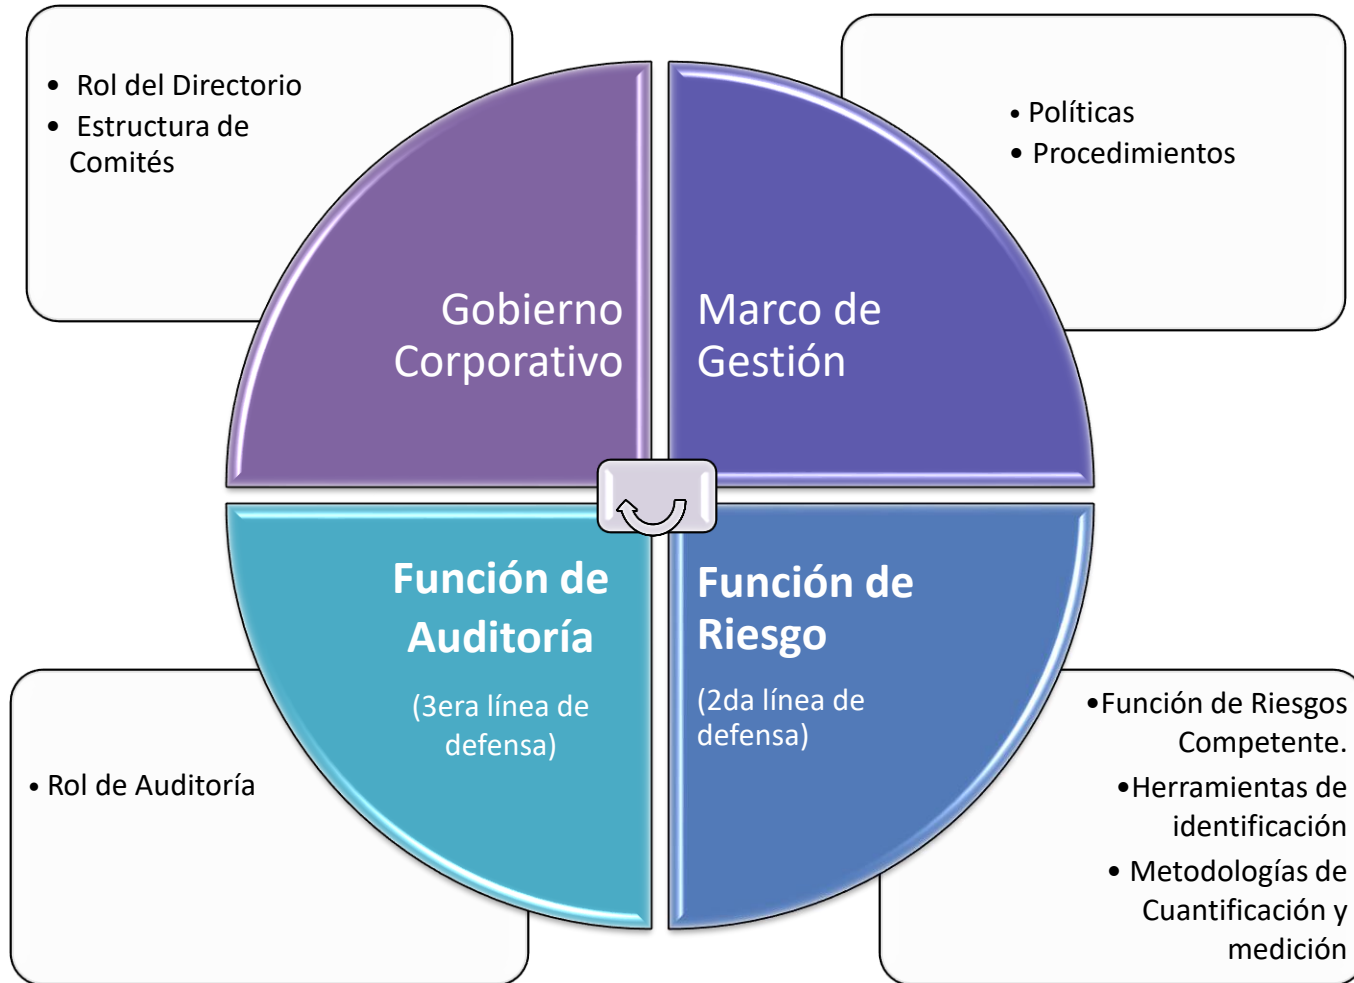 • Rol del Directorio
• Estructura de
Comités
• Políticas
• Procedimientos
Gobierno
Corporativo
Marco de
Gestión
Función de
Auditoría
(3era línea de
defensa)
Función de
Riesgo
(2da línea de
defensa)
• Rol de Auditoría
•Función de Riesgos
Competente.
•Herramientas de
identificación
• Metodologías de
Cuantificación y
medición